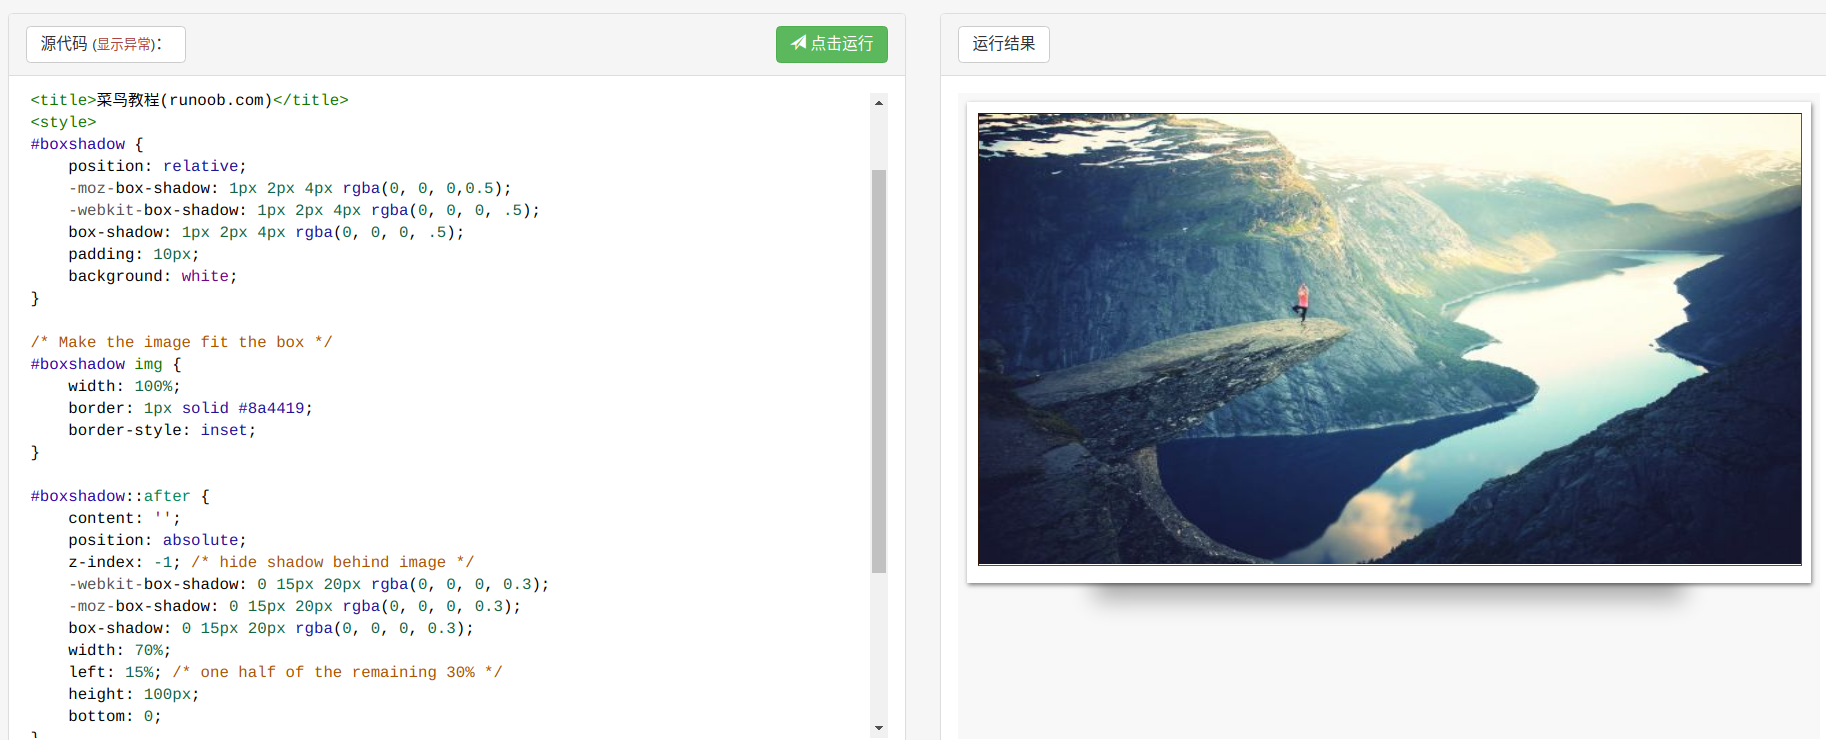 源代码 (显示异常)：
点击运行
<title>菜鸟教程(runoob.com)</title>
<style>
#boxshadow {
    position: relative;
    -moz-box-shadow: 1px 2px 4px rgba(0, 0, 0,0.5);
    -webkit-box-shadow: 1px 2px 4px rgba(0, 0, 0, .5);
    box-shadow: 1px 2px 4px rgba(0, 0, 0, .5);
    padding: 10px;
    background: white;
}

/* Make the image fit the box */
#boxshadow img {
    width: 100%;
    border: 1px solid #8a4419;
    border-style: inset;
}

#boxshadow::after {
    content: '';
    position: absolute;
    z-index: -1; /* hide shadow behind image */
    -webkit-box-shadow: 0 15px 20px rgba(0, 0, 0, 0.3);
    -moz-box-shadow: 0 15px 20px rgba(0, 0, 0, 0.3);
    box-shadow: 0 15px 20px rgba(0, 0, 0, 0.3);
    width: 70%;
    left: 15%; /* one half of the remaining 30% */
    height: 100px;
    bottom: 0;
}
运行结果